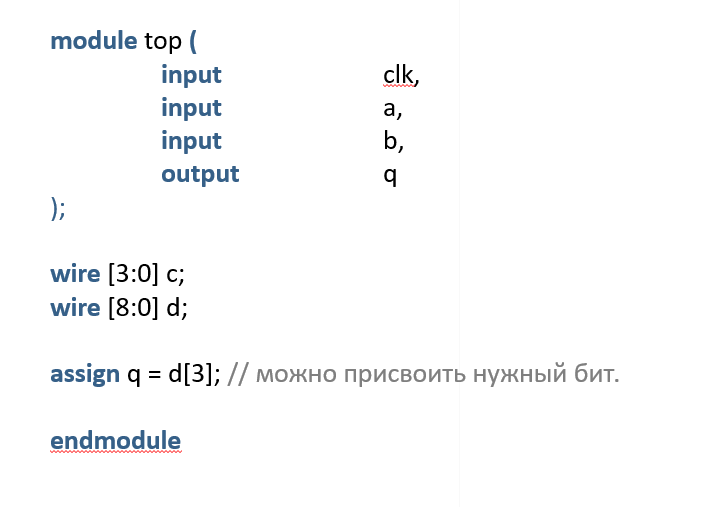 module top (
input clk,
input a,
input b,
output q
);
wire [3:0] c;
wire [8:0] d;
assign q = d[3]; // можно присвоить нужный бит.
endmodule